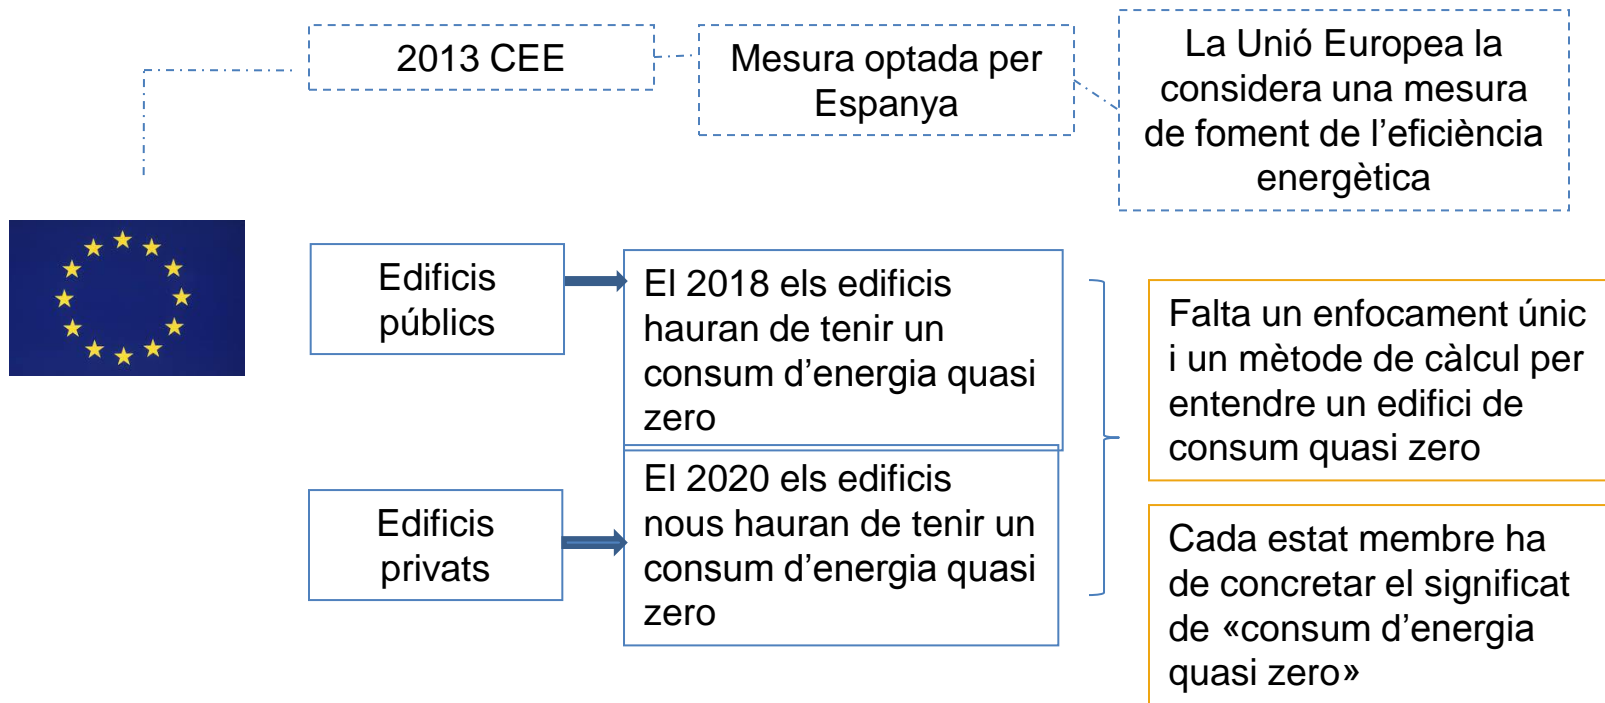 2013 CEE
Mesura optada per
Espanya
La Unió Europea la
considera una mesura
de foment de l’eficiència
energètica
Edificis
públics
El 2018 els edificis
hauran de tenir un
consum d’energia quasi
zero
Edificis
privats
El 2020 els edificis
nous hauran de tenir un
consum d’energia quasi
zero
Falta un enfocament únic
i un mètode de càlcul per
entendre un edifici de
consum quasi zero
Cada estat membre ha
de concretar el significat
de «consum d’energia
quasi zero»